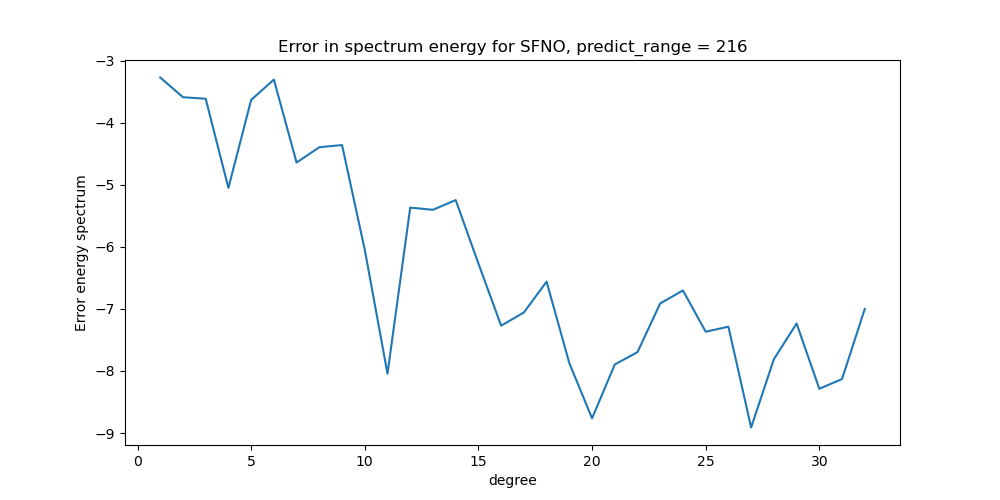 Error in spectrum energy for SFNO, predict_range = 216
−3
−4
−5
−6
−7
−8
−9
Error energy spectrum
0 5 10 15 20 25 30
degree